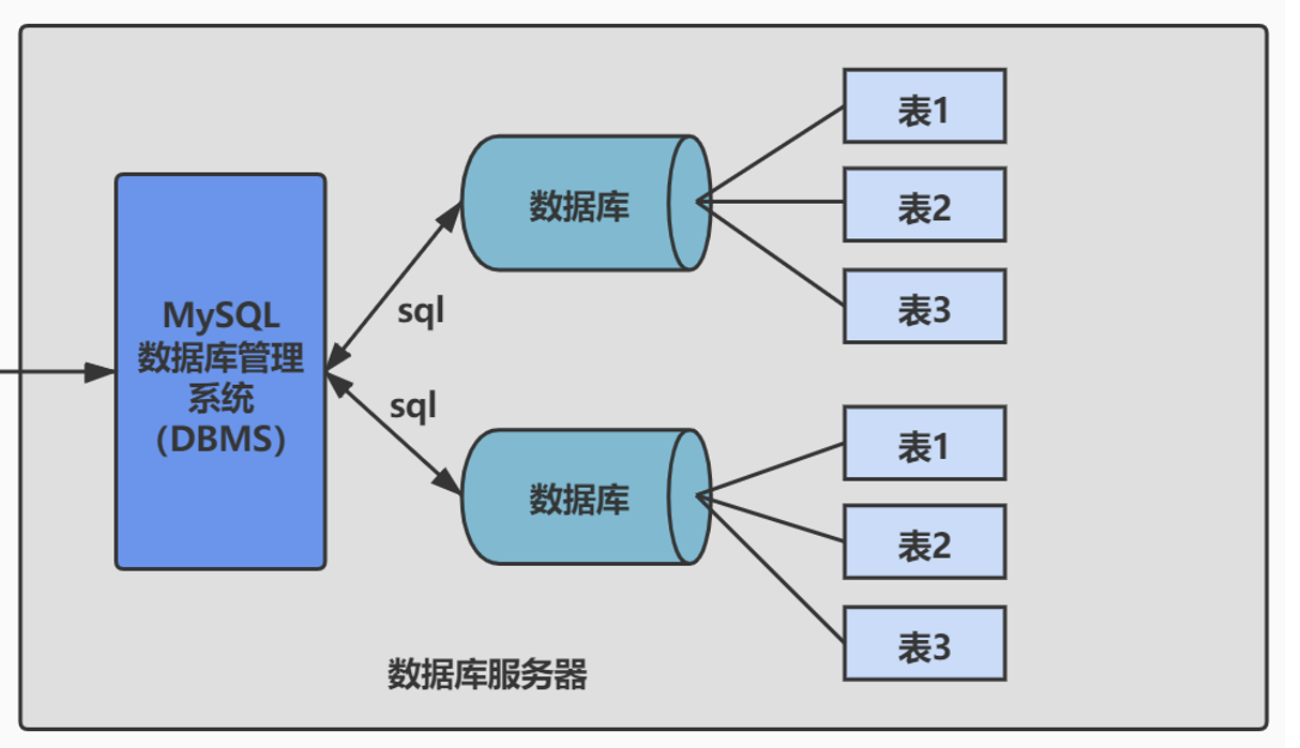 MySQL
数据库管理
系统
（DBMS）
sql
sql
数据库
表1
表2
表3
数据库
表1
表2
表3
数据库服务器